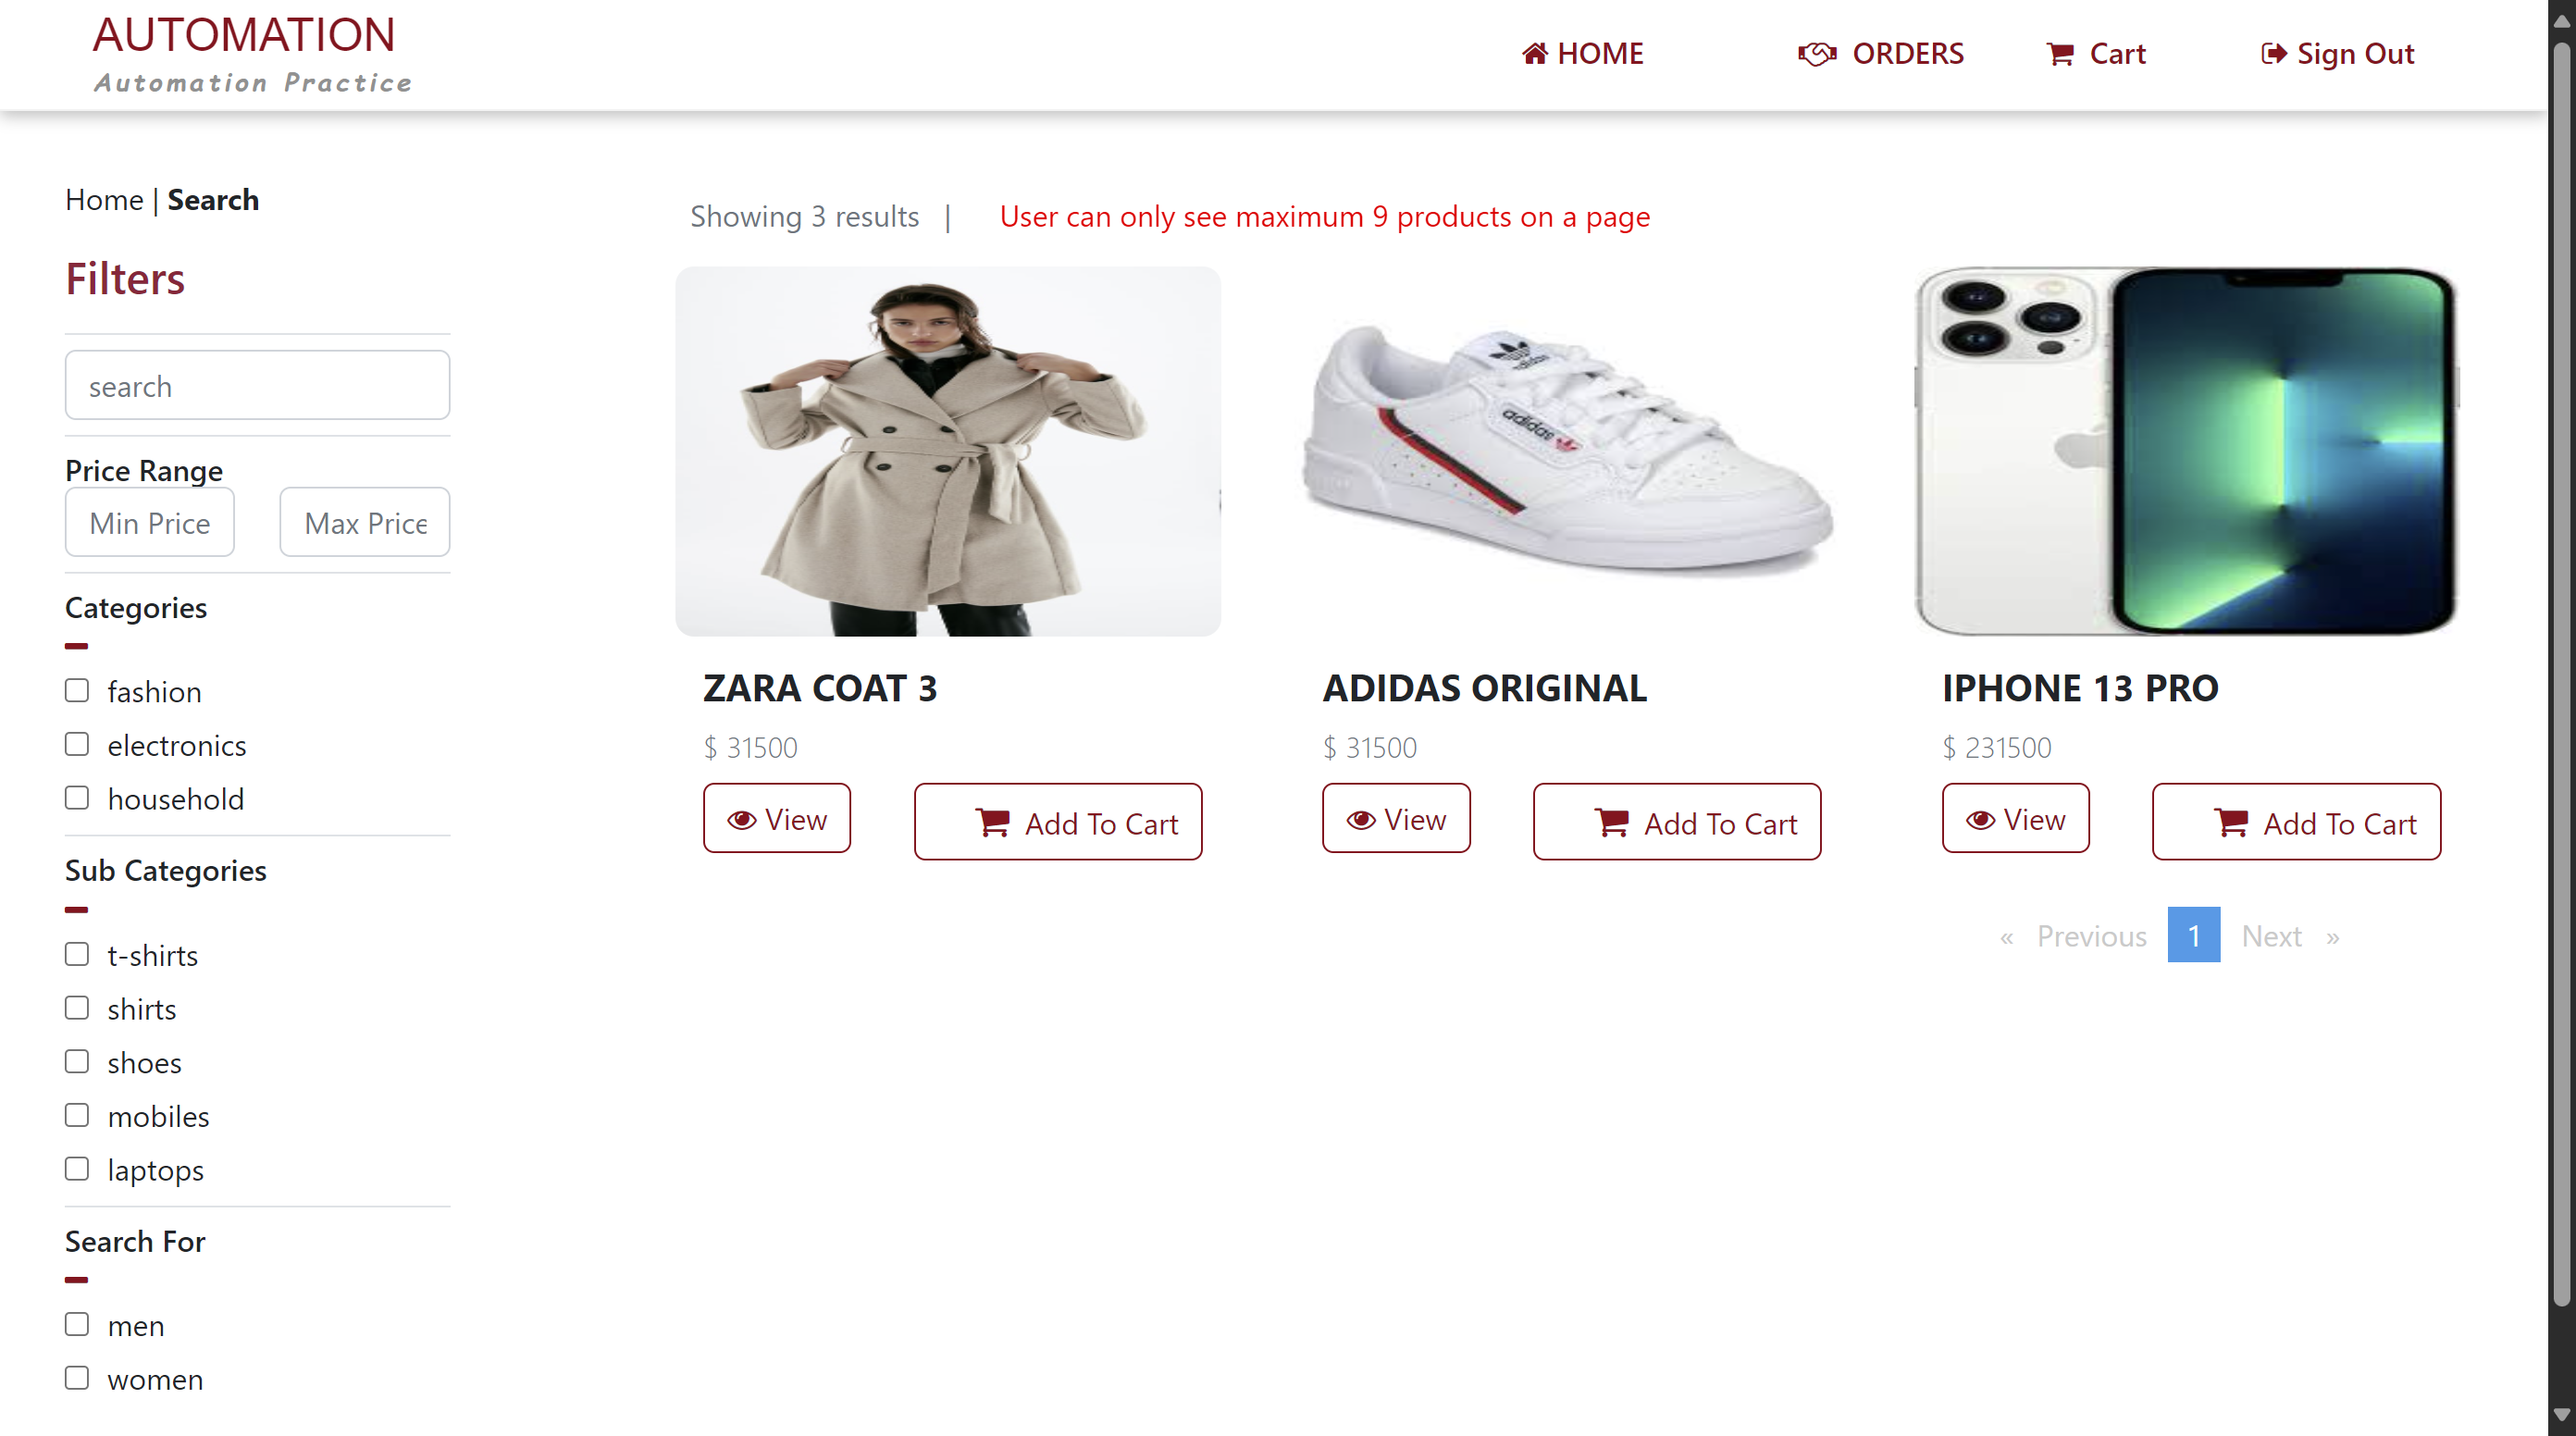 AUTOMATION
Automation Practice
HOME
ORDERS
Cart
Sign Out
Home | Search
Filters
search
Price Range
Min Price
Max Price
Categories
fashion
electronics
household
Sub Categories
t-shirts
shirts
shoes
mobiles
laptops
Search For
men
women
Showing 3 results |
User can only see maximum 9 products on a page
adidas
adidas
ZARA COAT 3
$ 31500
View
Add To Cart
ADIDAS ORIGINAL
$ 31500
View
Add To Cart
IPHONE 13 PRO
$ 231500
View
Add To Cart
« Previous 1 Next »